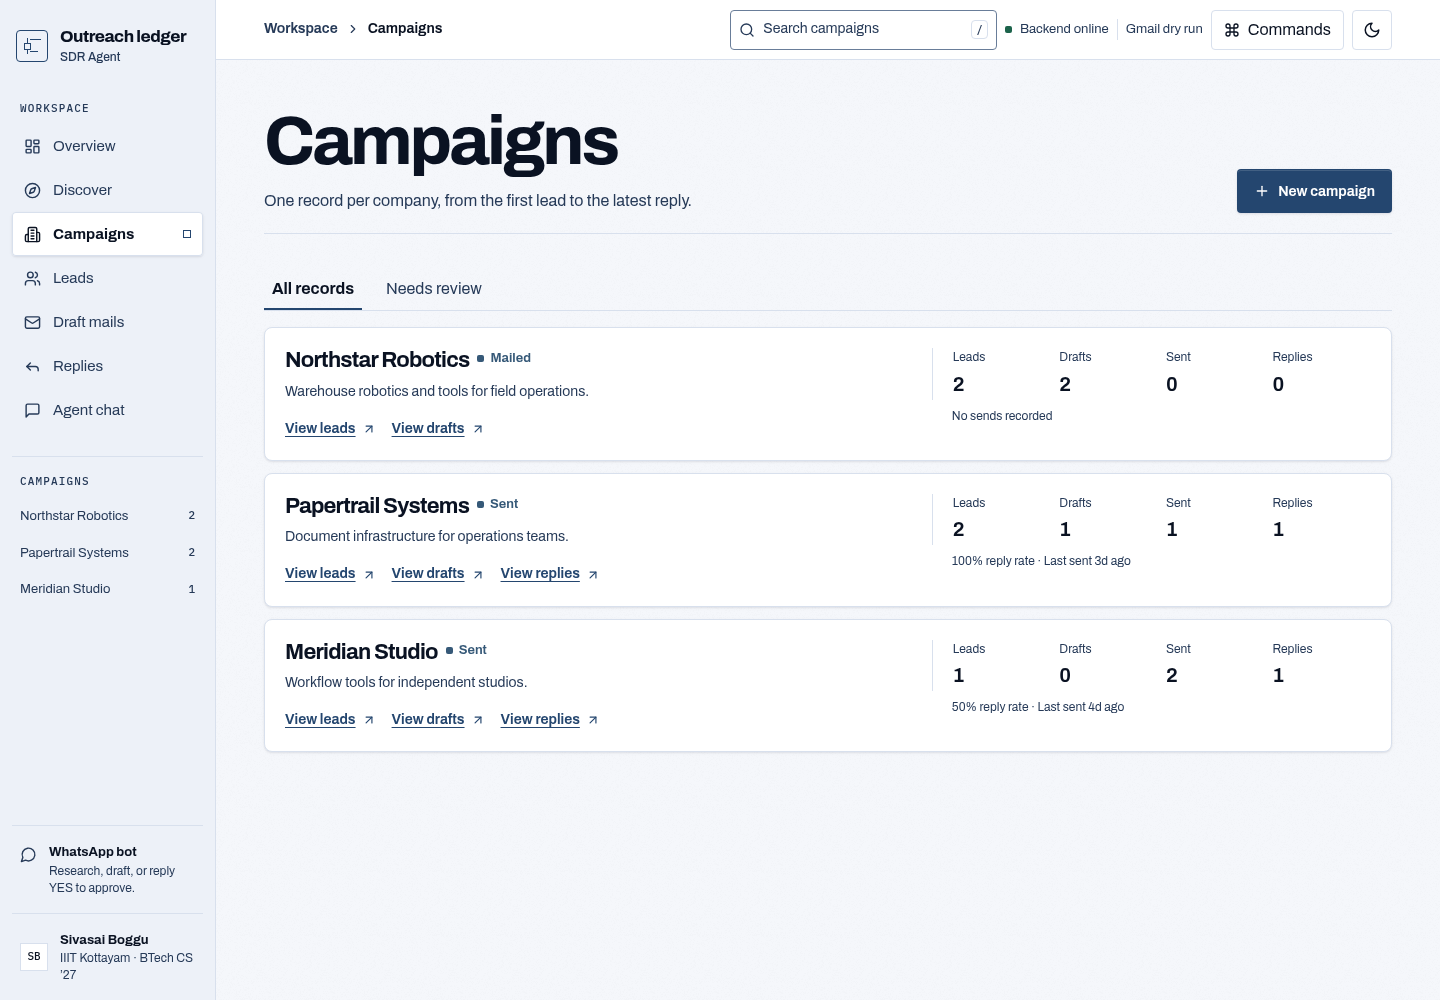 Outreach ledger
SDR Agent
WORKSPACE
Overview
Discover
Campaigns
Leads
Draft mails
Replies
Agent chat
CAMPAIGNS
Northstar Robotics 2
Papertrail Systems 2
Meridian Studio 1
WhatsApp bot
Research, draft, or reply
YES to approve.
SB
Sivasai Boggu
IIIT Kottayam · BTech CS
'27
Workspace > Campaigns
Search campaigns /
Backend online
Gmail dry run
⌘ Commands
Campaigns
One record per company, from the first lead to the latest reply.
+ New campaign
All records
Needs review
Northstar Robotics Mailed
Warehouse robotics and tools for field operations.
View leads ↗ View drafts ↗
Leads Drafts Sent Replies
2 2 0 0
No sends recorded
Papertrail Systems Sent
Document infrastructure for operations teams.
View leads ↗ View drafts ↗ View replies ↗
Leads Drafts Sent Replies
2 1 1 1
100% reply rate · Last sent 3d ago
Meridian Studio Sent
Workflow tools for independent studios.
View leads ↗ View drafts ↗ View replies ↗
Leads Drafts Sent Replies
1 0 2 1
50% reply rate · Last sent 4d ago